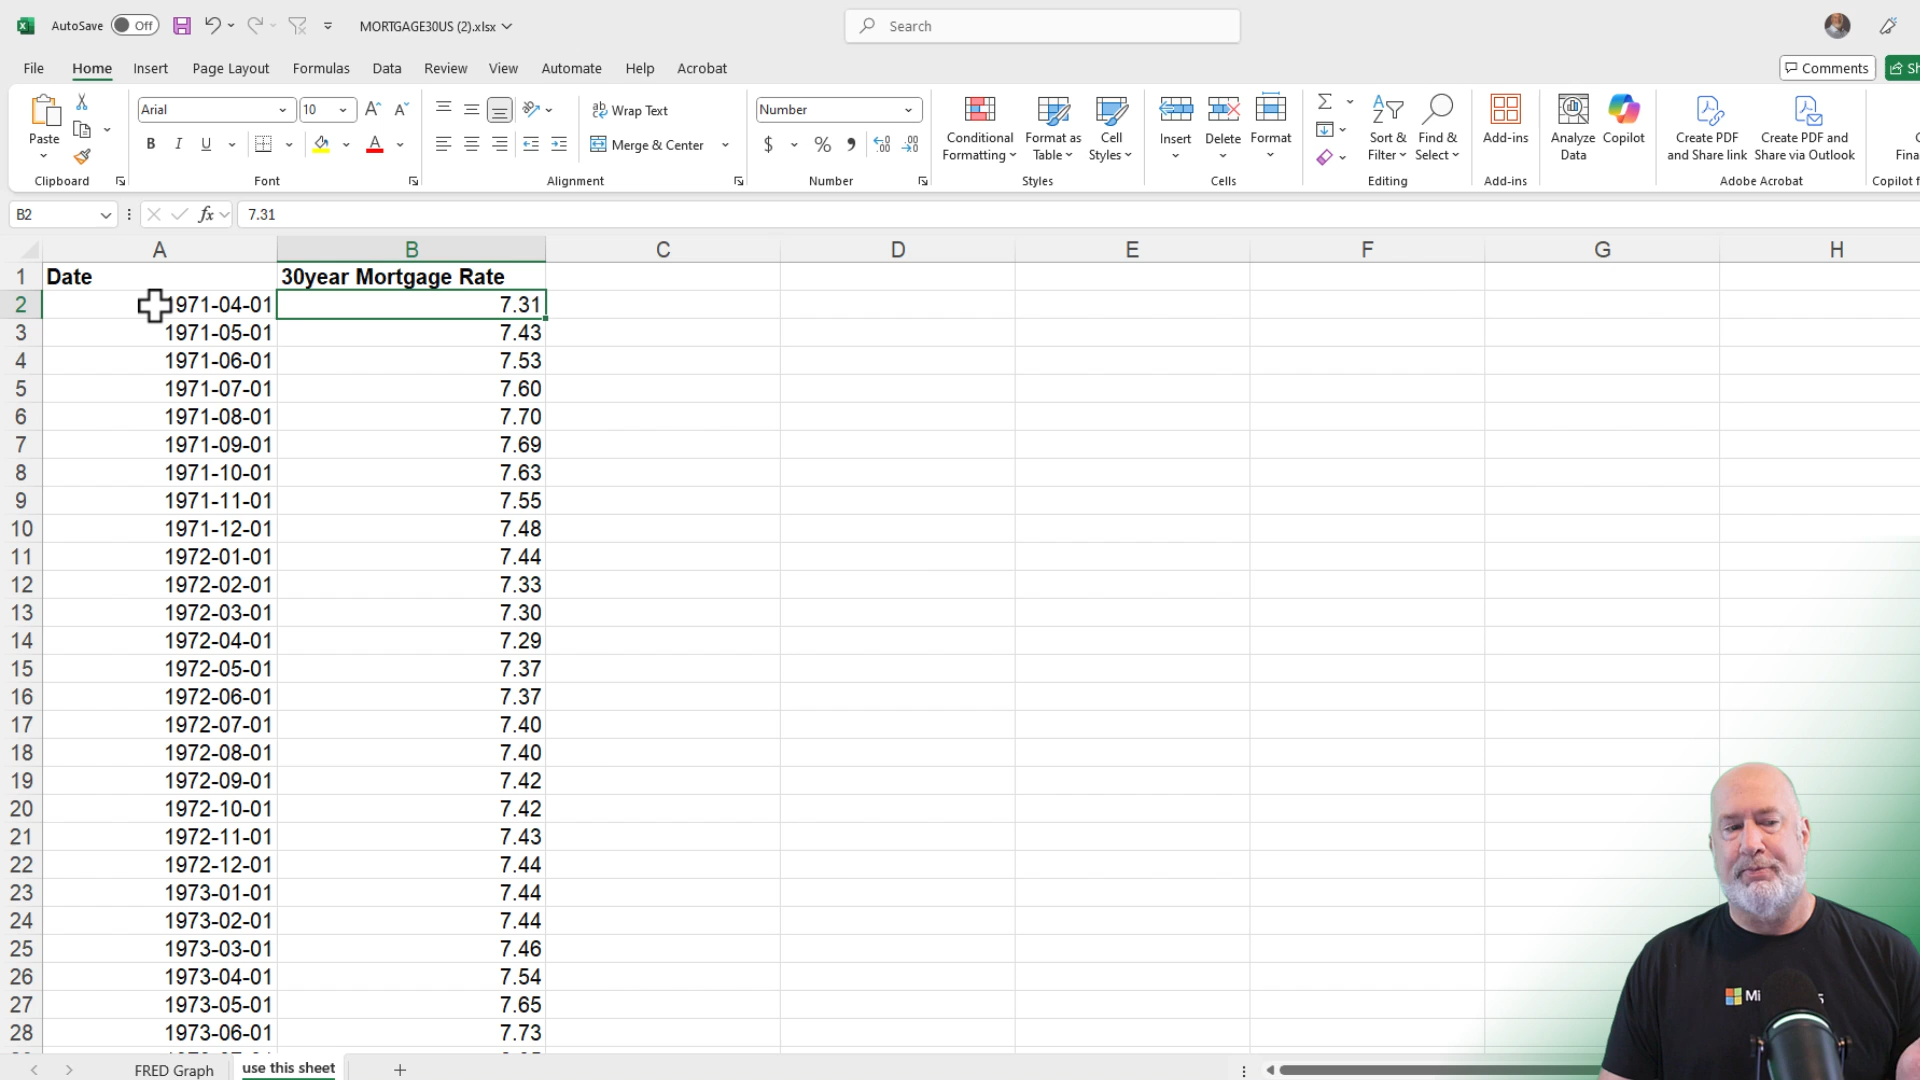 AutoSave Off MORTGAGE30US (2).xlsx Search
File Home Insert Page Layout Formulas Data Review View Automate Help Acrobat Comments
Arial 10 Wrap Text Number
Paste B I U Merge & Center $ % Conditional Formatting Format as Table Cell Styles Insert Delete Format Sort & Filter Find & Select Add-ins Analyze Data Copilot Create PDF and Share link Create PDF and Share via Outlook
Clipboard Font Alignment Number Styles Cells Editing Add-ins Adobe Acrobat
B2 fx 7.31
A B C D E F G H
1 Date 30year Mortgage Rate
2 1971-04-01 7.31
3 1971-05-01 7.43
4 1971-06-01 7.53
5 1971-07-01 7.60
6 1971-08-01 7.70
7 1971-09-01 7.69
8 1971-10-01 7.63
9 1971-11-01 7.55
10 1971-12-01 7.48
11 1972-01-01 7.44
12 1972-02-01 7.33
13 1972-03-01 7.30
14 1972-04-01 7.29
15 1972-05-01 7.37
16 1972-06-01 7.37
17 1972-07-01 7.40
18 1972-08-01 7.40
19 1972-09-01 7.42
20 1972-10-01 7.42
21 1972-11-01 7.43
22 1972-12-01 7.44
23 1973-01-01 7.44
24 1973-02-01 7.44
25 1973-03-01 7.46
26 1973-04-01 7.54
27 1973-05-01 7.65
28 1973-06-01 7.73
FRED Graph use this sheet